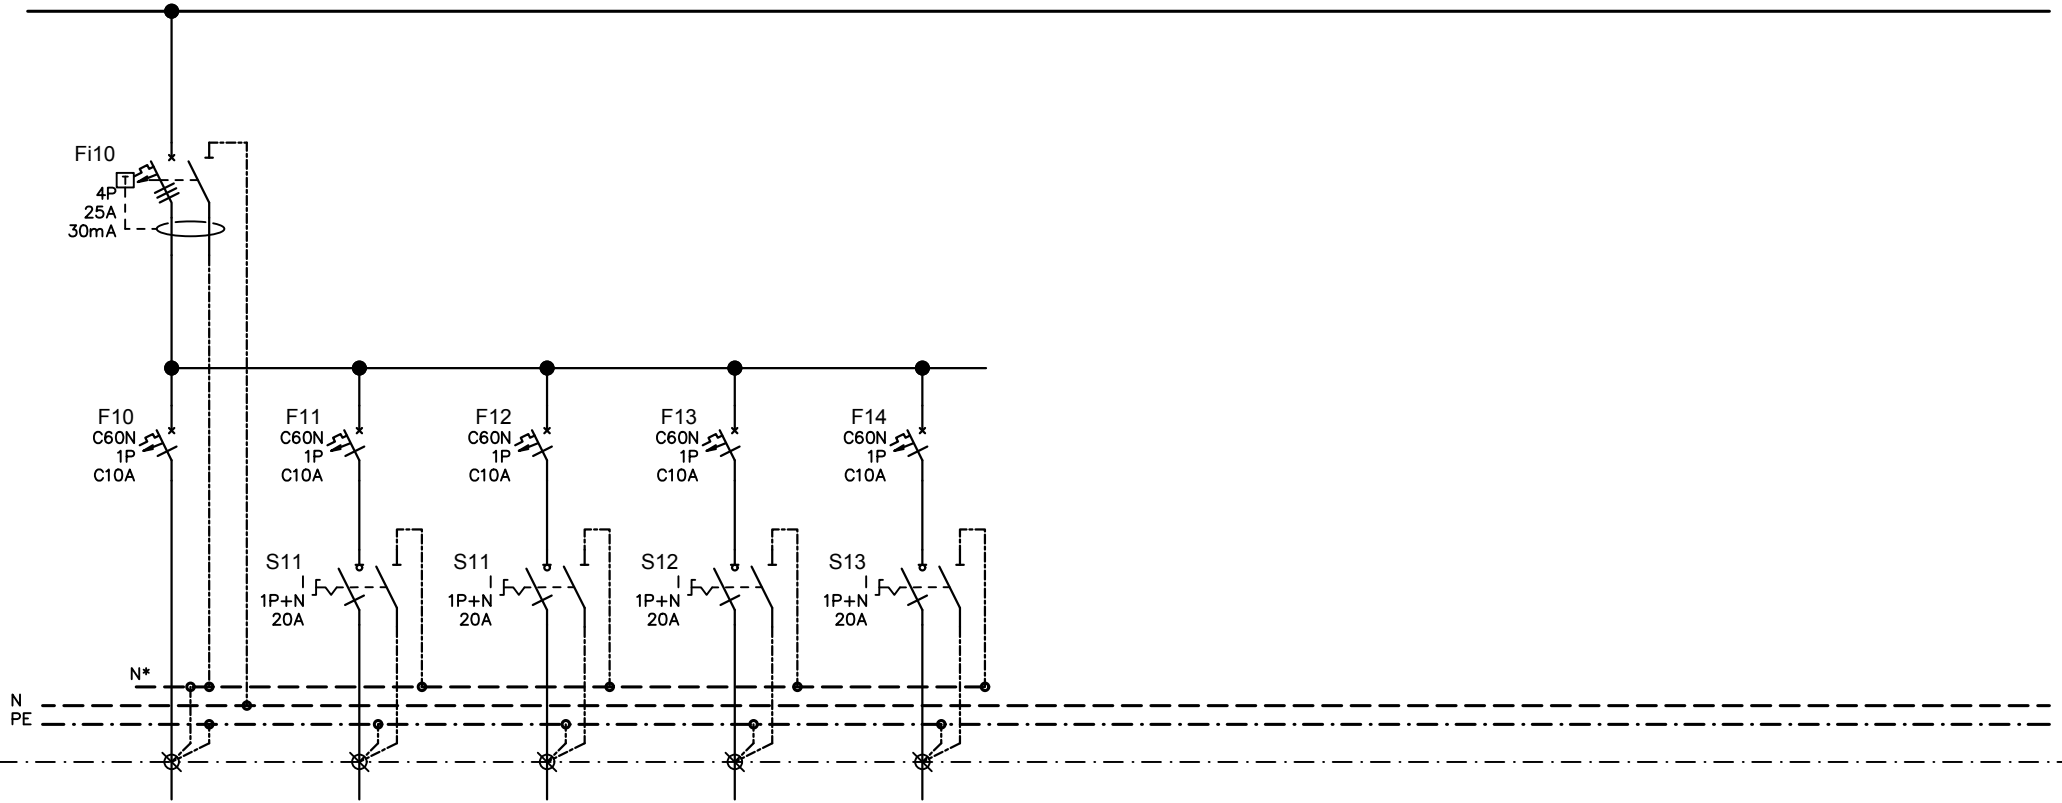 Fi10
T
4P
25A
30mA
F10
C60N
1P
C10A
F11
C60N
1P
C10A
F12
C60N
1P
C10A
F13
C60N
1P
C10A
F14
C60N
1P
C10A
S11
1P+N
20A
S11
1P+N
20A
S12
1P+N
20A
S13
1P+N
20A
N*
N
PE